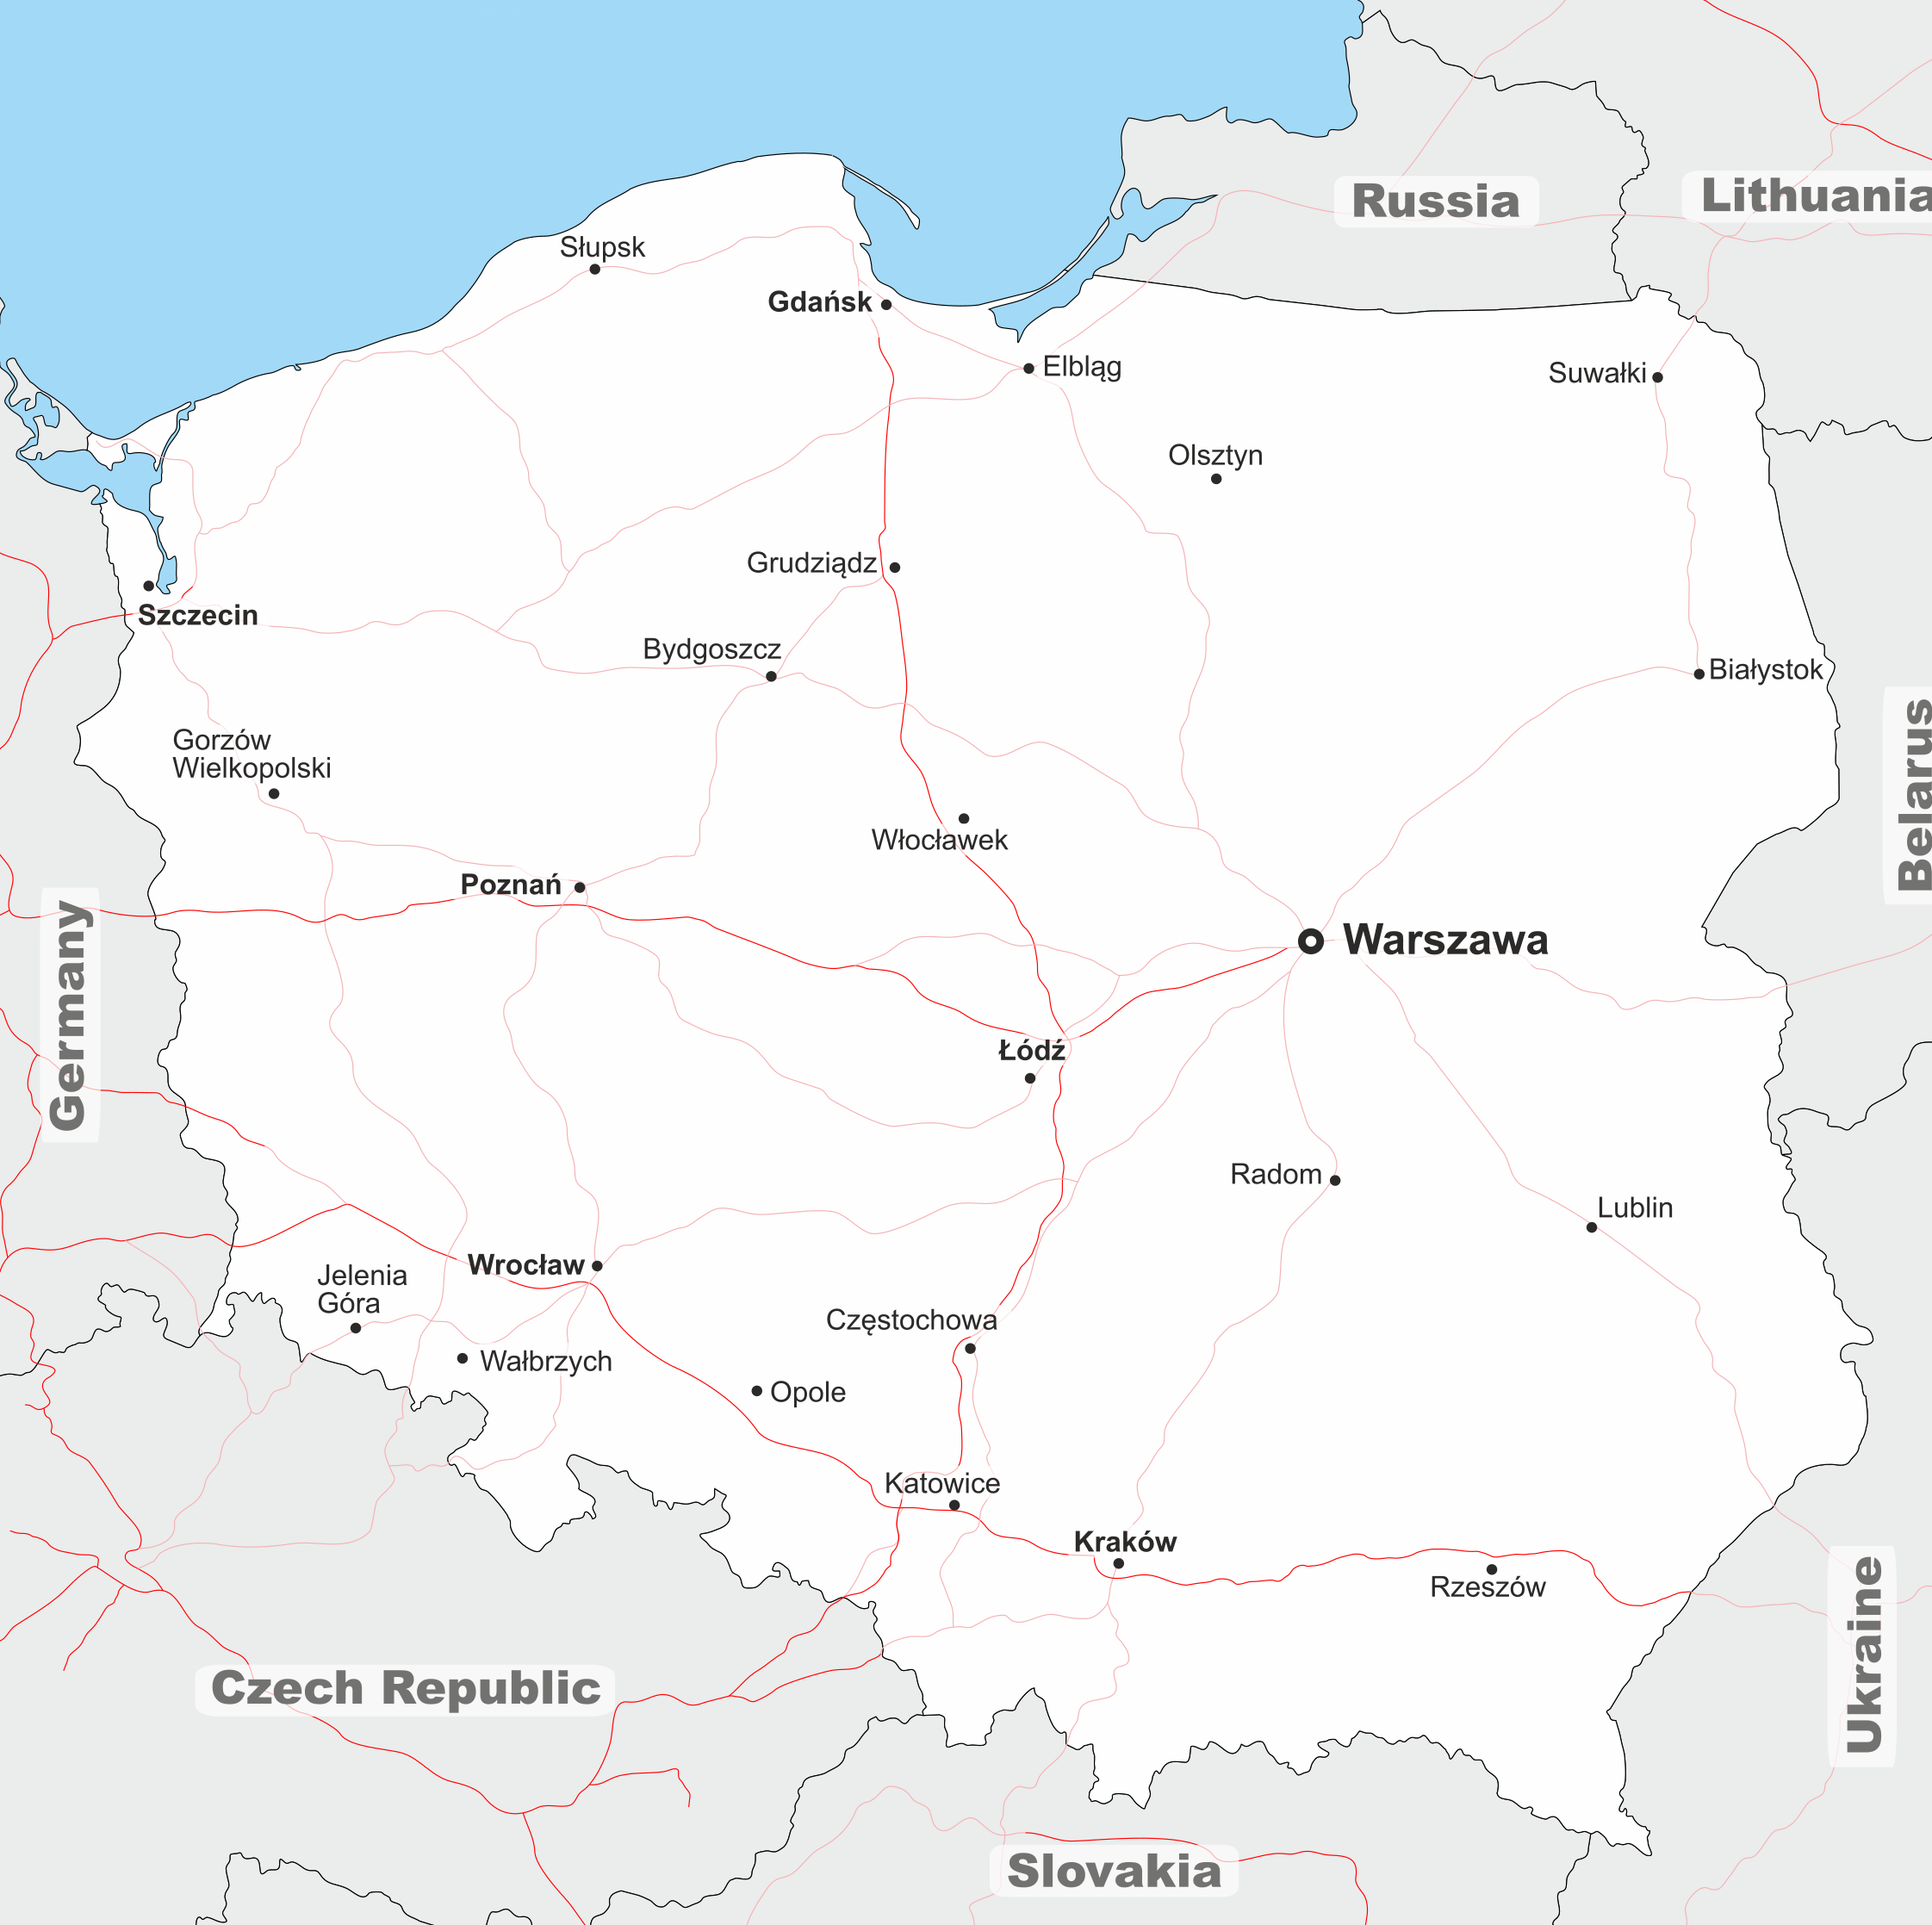 Russia
Lithuania
Słupsk
Gdańsk
Elbląg
Suwałki
Olsztyn
Grudziądz
Szczecin
Bydgoszcz
Białystok
Gorzów
Wielkopolski
Belarus
Włocławek
Poznań
Warszawa
Germany
Łódź
Radom
Lublin
Wrocław
Jelenia
Góra
Częstochowa
Wałbrzych
Opole
Katowice
Kraków
Rzeszów
Ukraine
Czech Republic
Slovakia